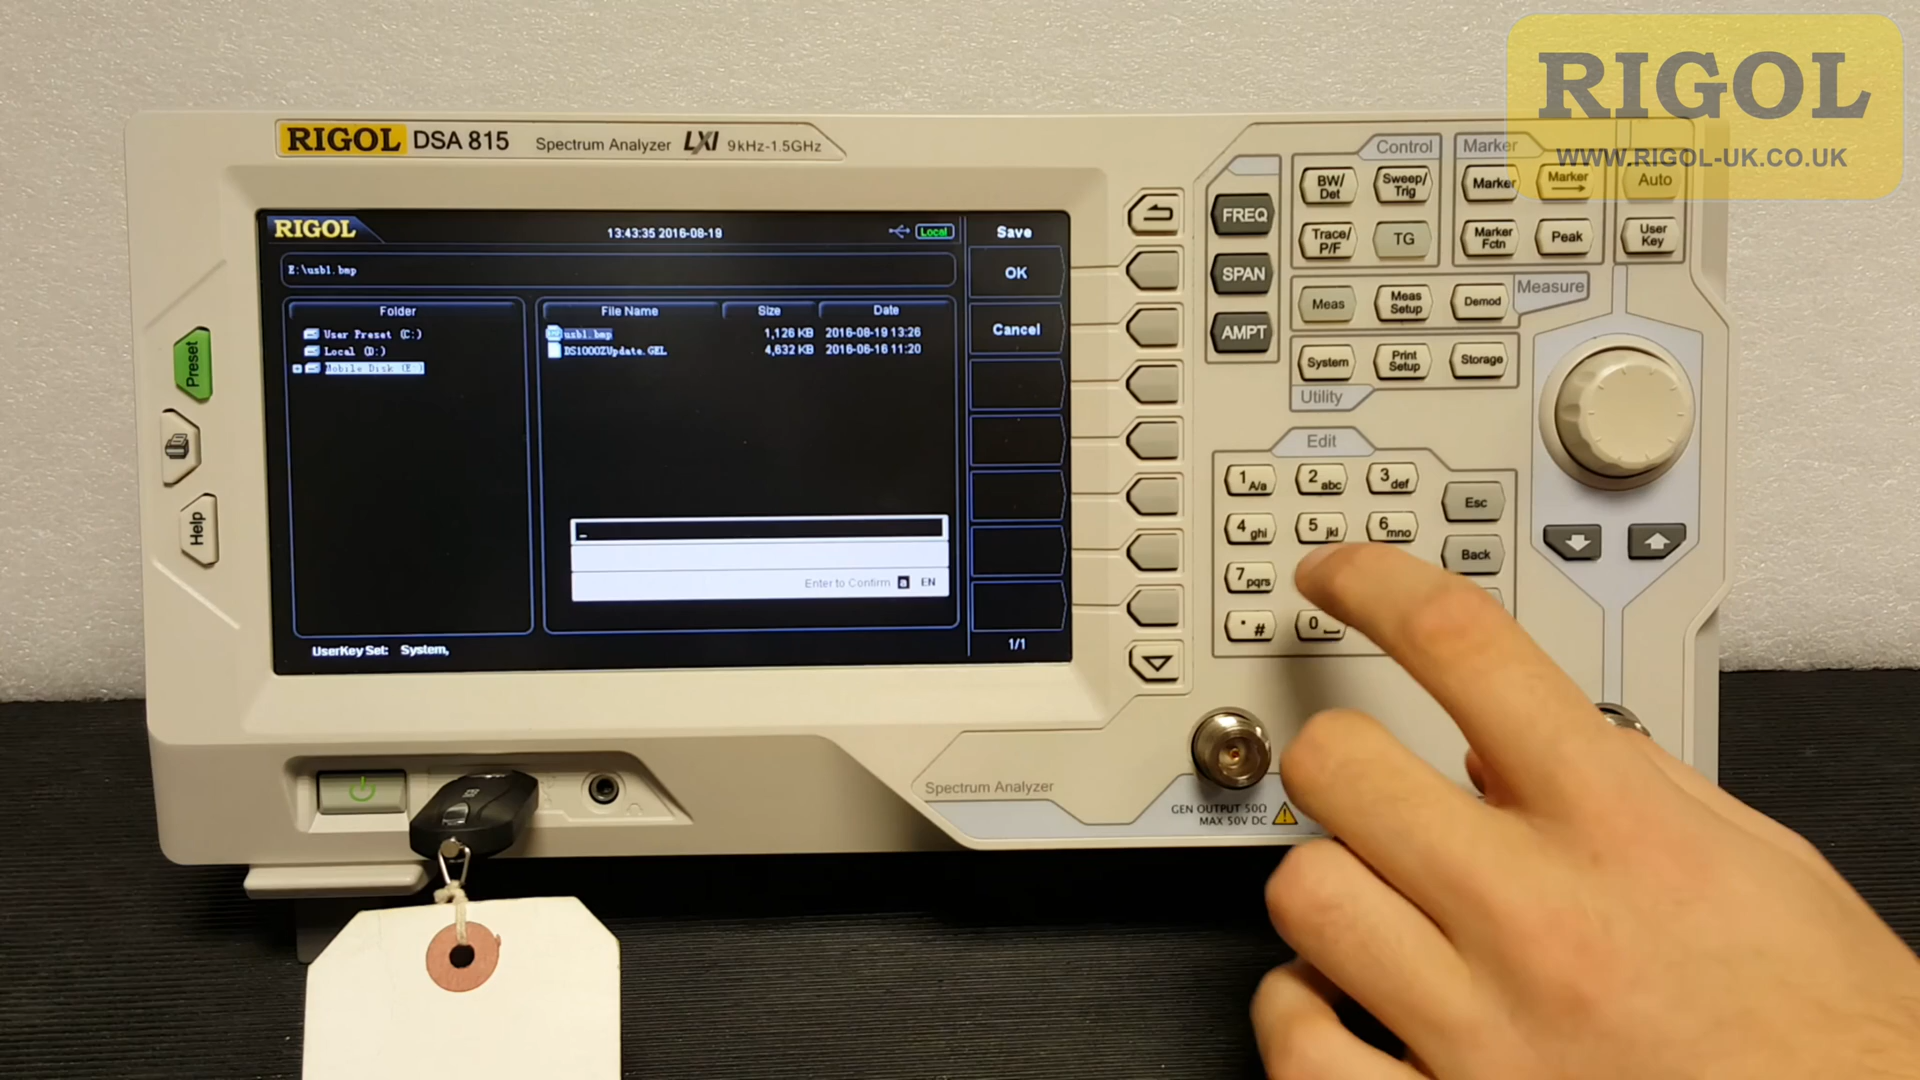 RIGOL
WWW.RIGOL-UK.CO.UK
RIGOL DSA 815 Spectrum Analyzer LXI 9kHz-1.5GHz
RIGOL
13:43:35 2016-08-19
Local
Save
E:\usb1.bmp
OK
Cancel
Folder
User Preset (C:)
Local (D:)
Mobile Disk (E:)
File Name Size Date
usb1.bmp 1,126 KB 2016-08-19 13:26
DS1000ZUpdate.GEL 4,632 KB 2016-06-16 11:20
Enter to Confirm a EN
UserKey Set: System,
1/1
Preset
Help
FREQ
SPAN
AMPT
Control
BW/Det
Sweep/Trig
Trace/P/F
TG
Marker
Marker
Marker
Marker Fctn
Peak
Auto
User Key
Meas
Meas Setup
Demod
Measure
System
Print Setup
Storage
Utility
Edit
1 A/a
2 abc
3 def
Esc
4 ghi
5 jkl
6 mno
Back
7 pqrs
. #
0
Spectrum Analyzer
GEN OUTPUT 50Ω
MAX 50V DC